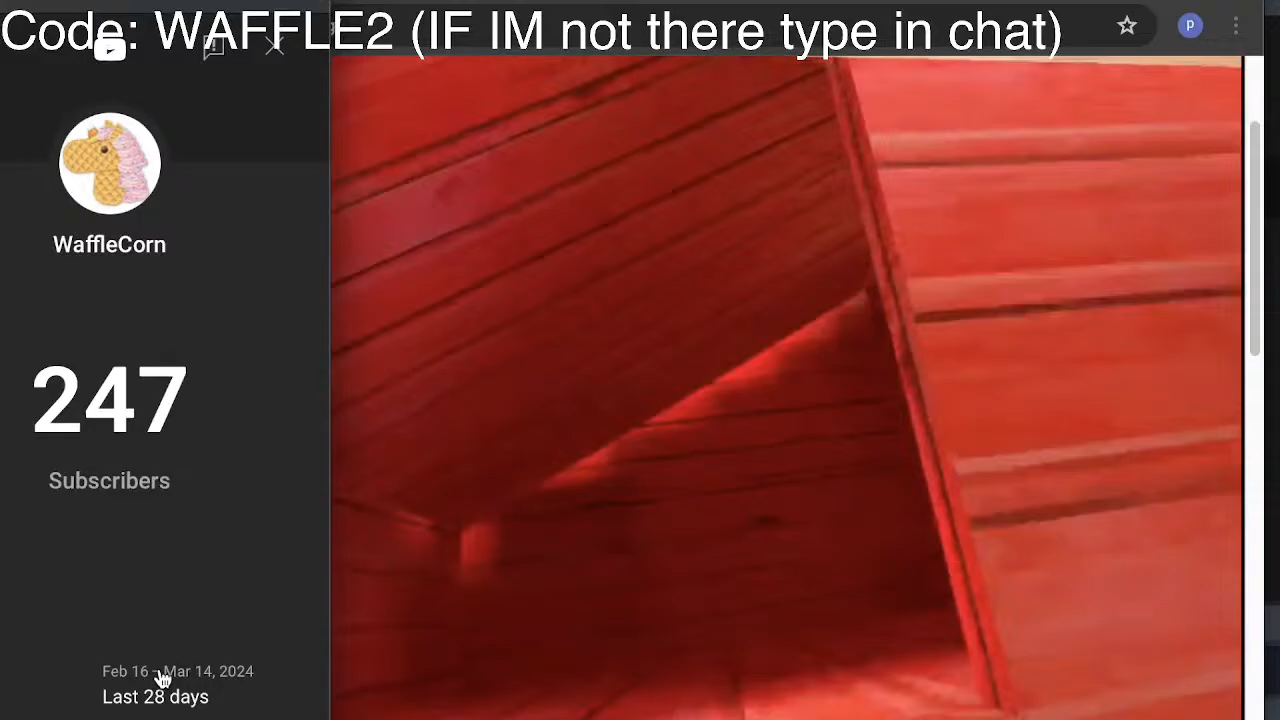 Code: WAFFLE2 (IF IM not there type in chat)
p
WaffleCorn
247
Subscribers
Feb 16 - Mar 14, 2024
Last 28 days